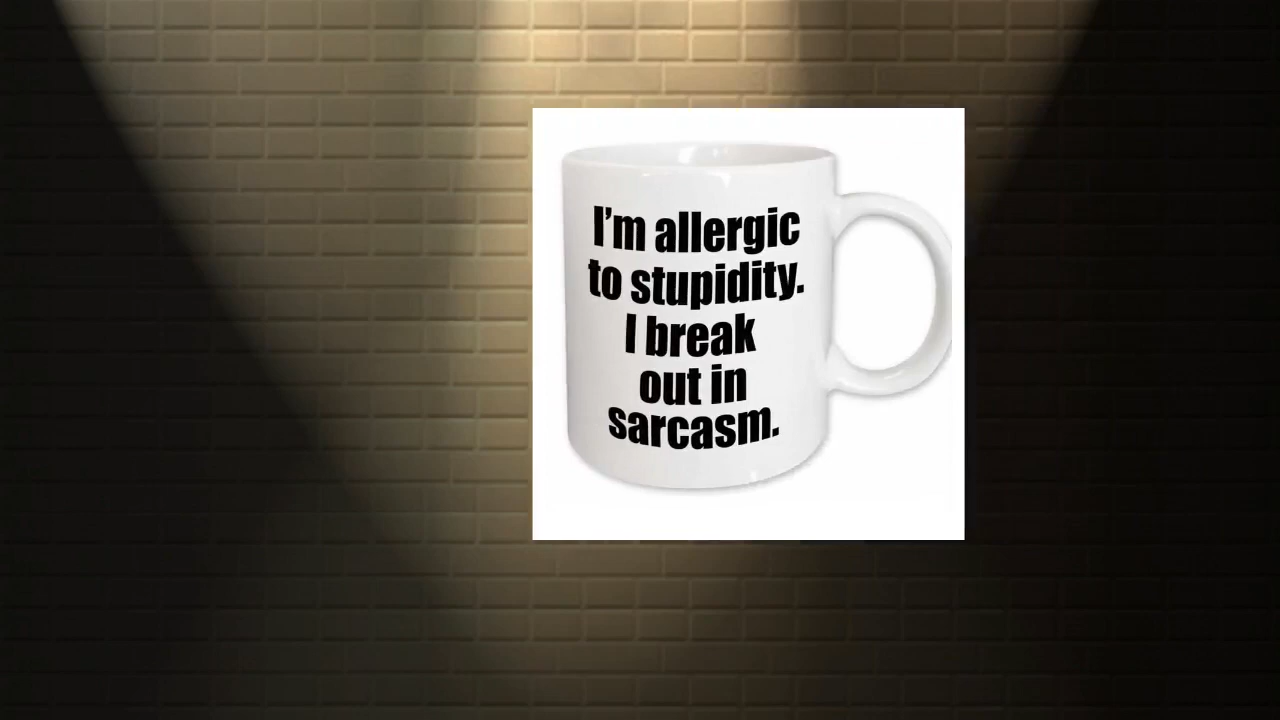 I'm allergic
to stupidity.
I break
out in
sarcasm.